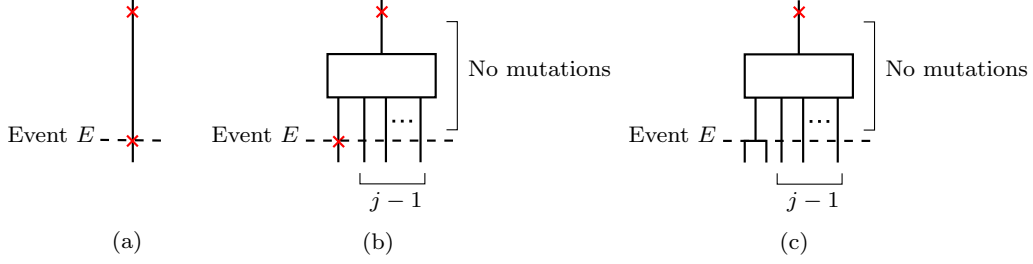 No mutations
No mutations
Event E
Event E
Event E
...
...
j − 1
j − 1
(a)
(b)
(c)